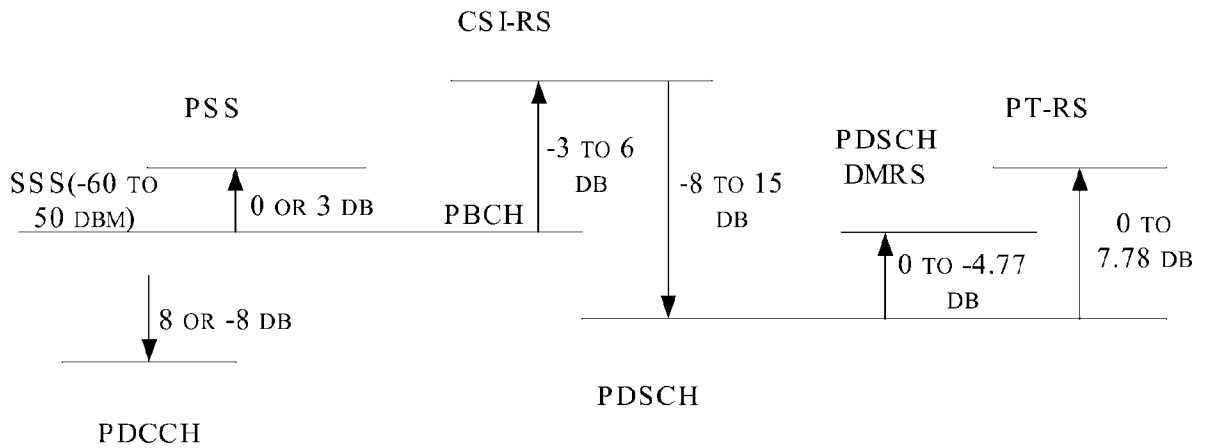 CSI-RS
PSS
PT-RS
PDSCH
DMRS
-3 TO 6
DB
SSS(-60 TO
50 DBM)
0 OR 3 DB
PBCH
-8 TO 15
DB
0 TO -4.77
DB
0 TO
7.78 DB
8 OR -8 DB
PDSCH
PDCCH